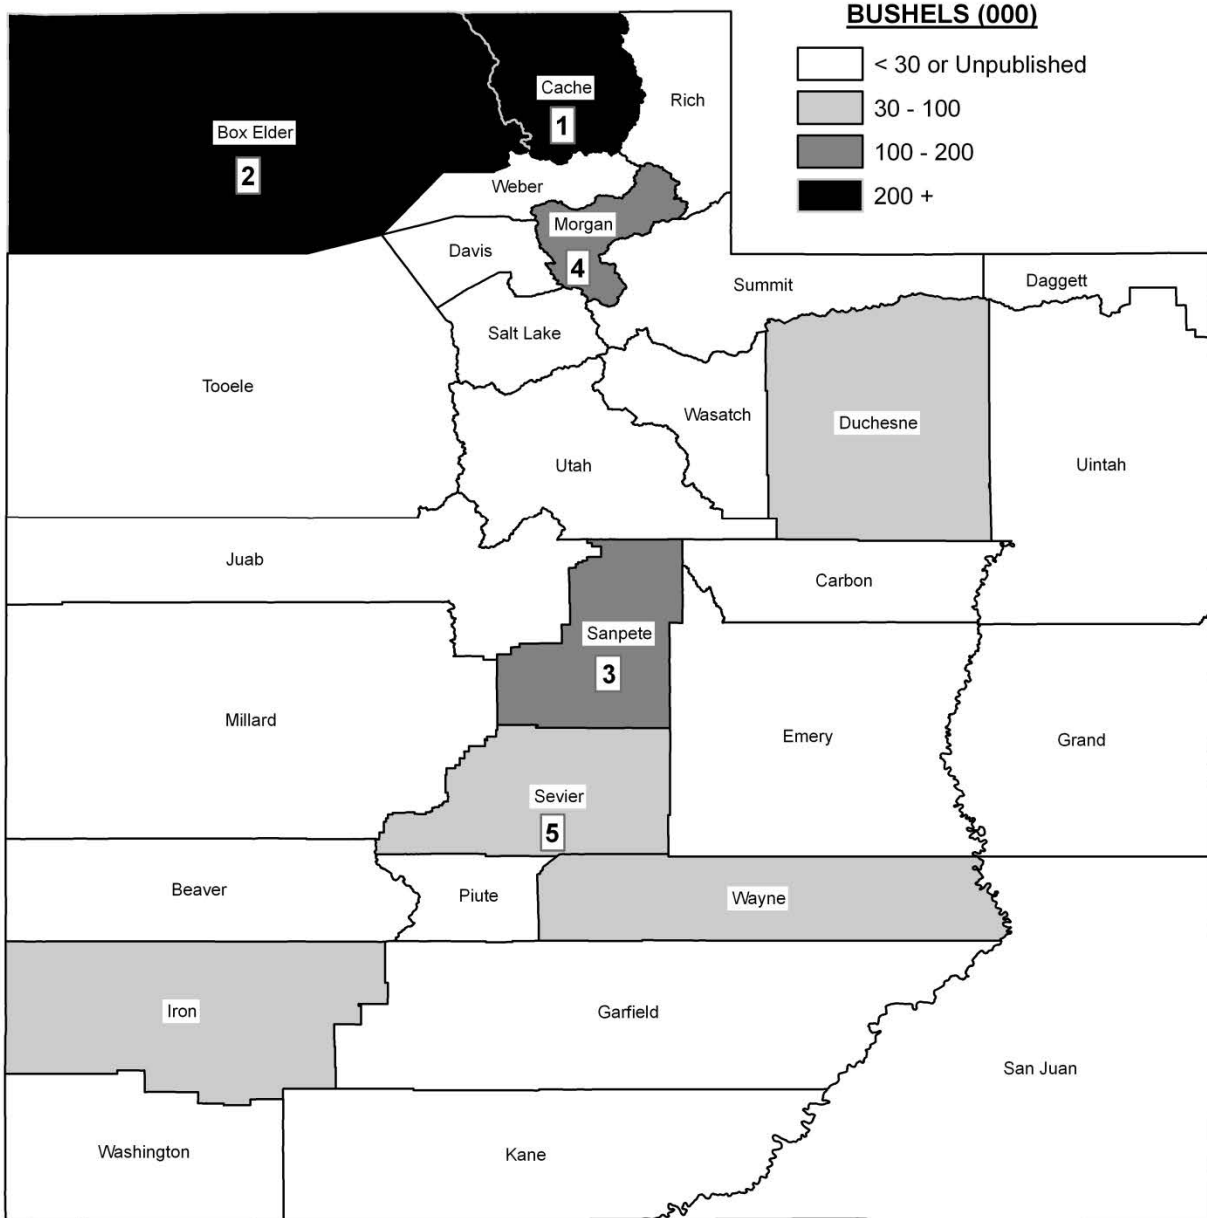 BUSHELS (000)
< 30 or Unpublished
30 - 100
100 - 200
200 +
Cache
1
Rich
Box Elder
2
Weber
Morgan
4
Davis
Summit
Daggett
Salt Lake
Tooele
Wasatch
Duchesne
Utah
Uintah
Juab
Carbon
Sanpete
3
Millard
Emery
Grand
Sevier
5
Beaver
Piute
Wayne
Iron
Garfield
San Juan
Washington
Kane